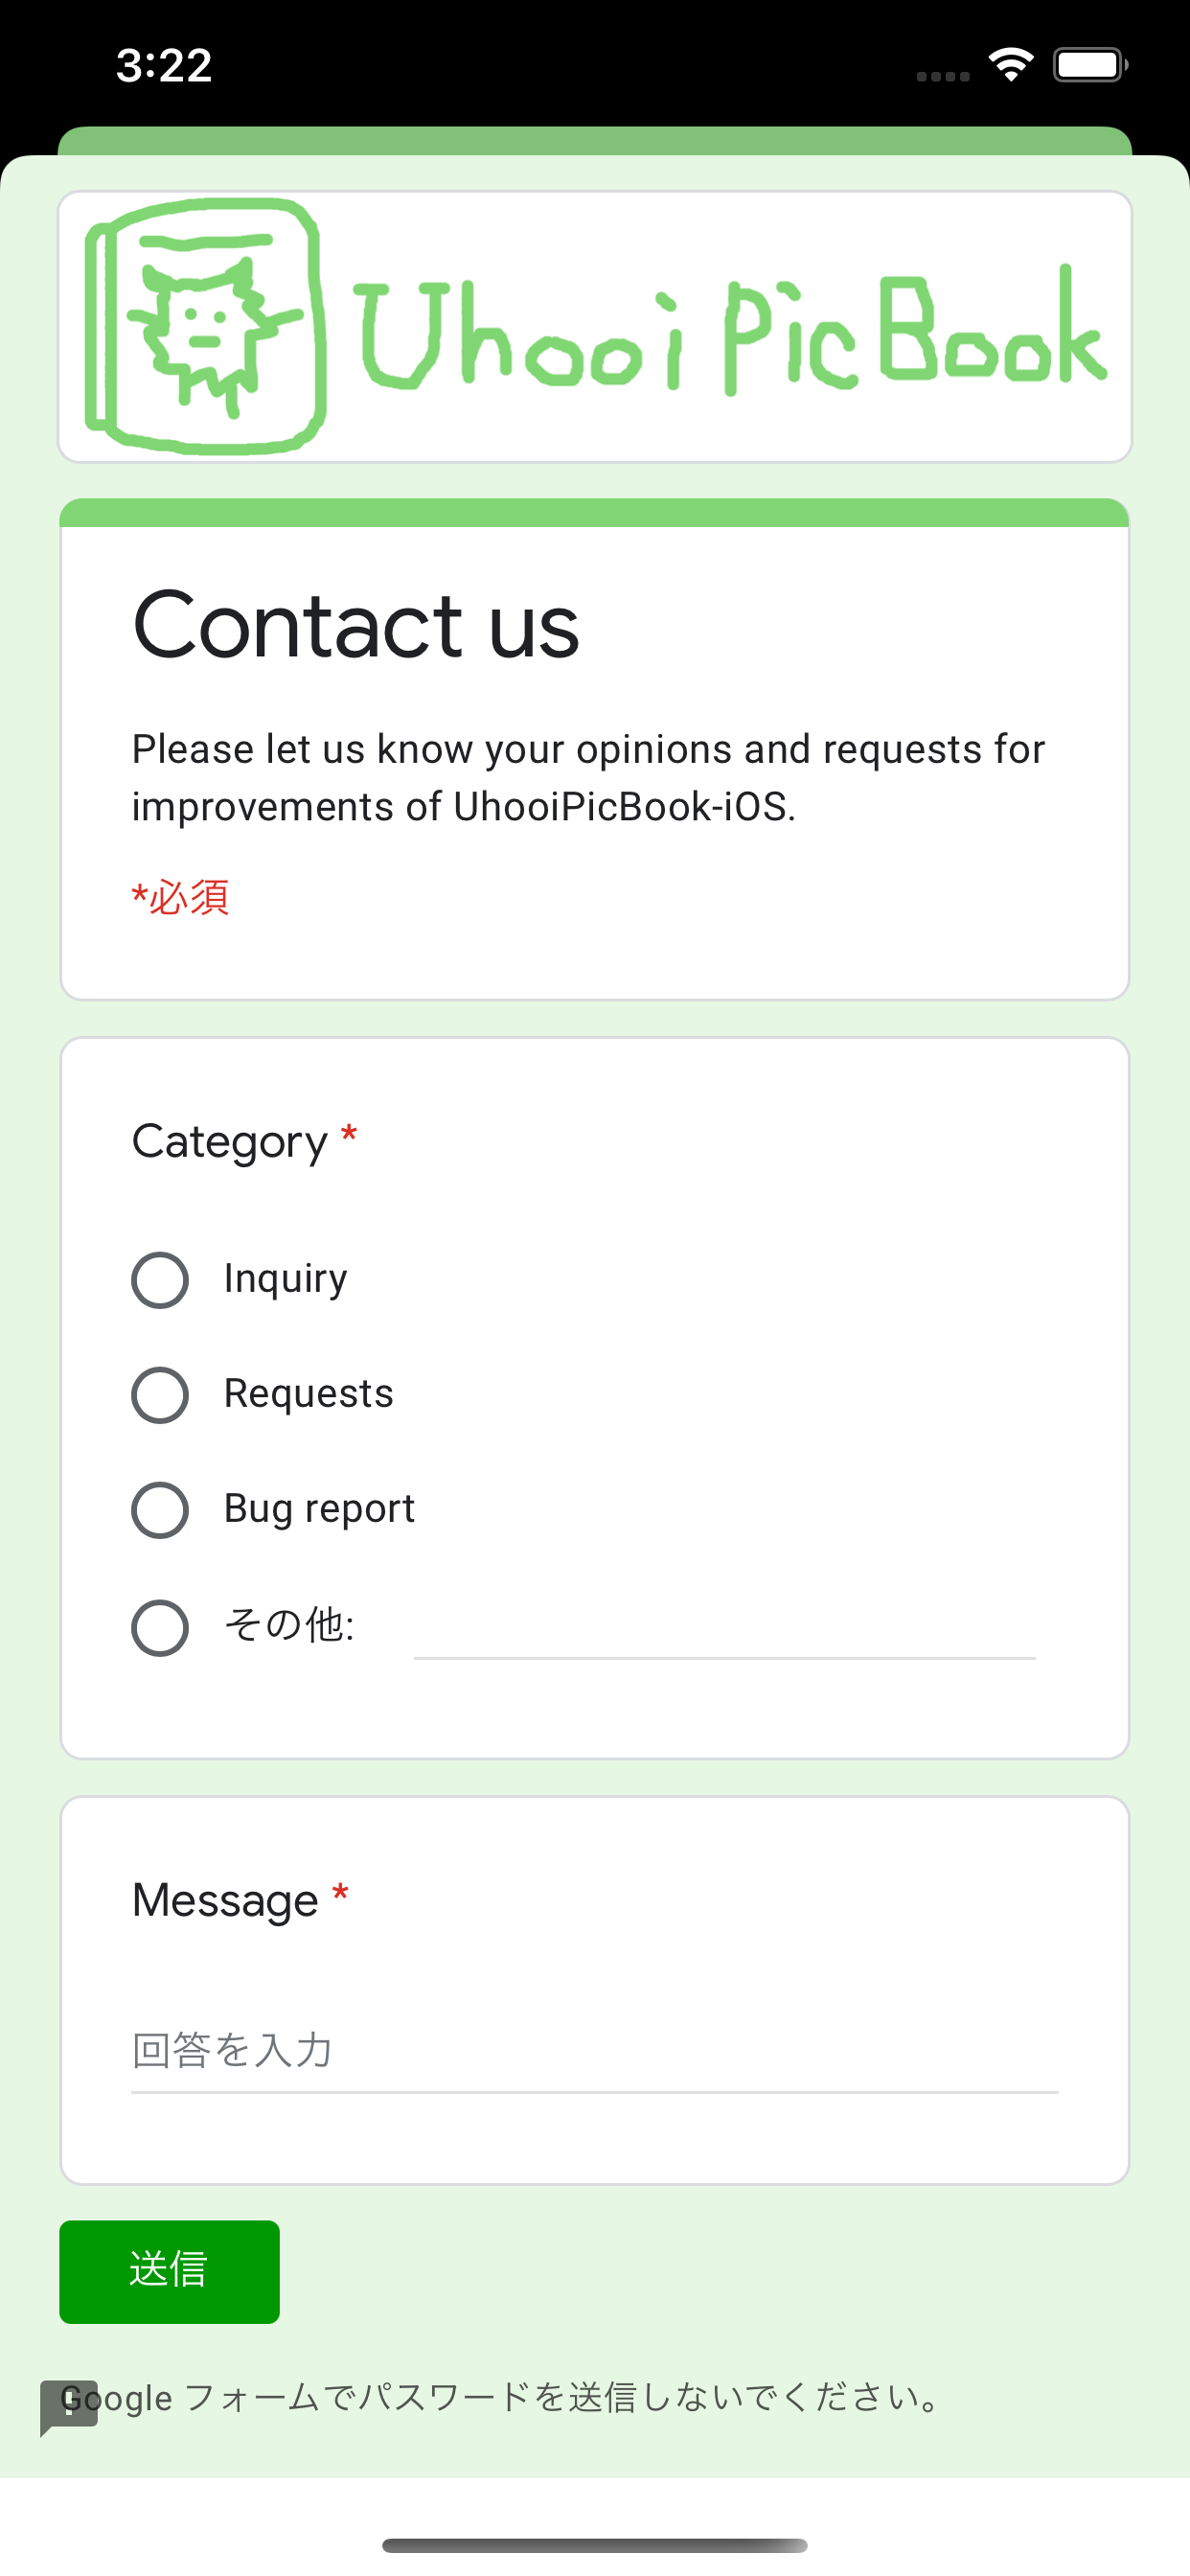 3:22
Uhooi PicBook
Contact us
Please let us know your opinions and requests for
improvements of UhooiPicBook-iOS.
*必須
Category *
Inquiry
Requests
Bug report
その他:
Message *
回答を入力
送信
Google フォームでパスワードを送信しないでください。